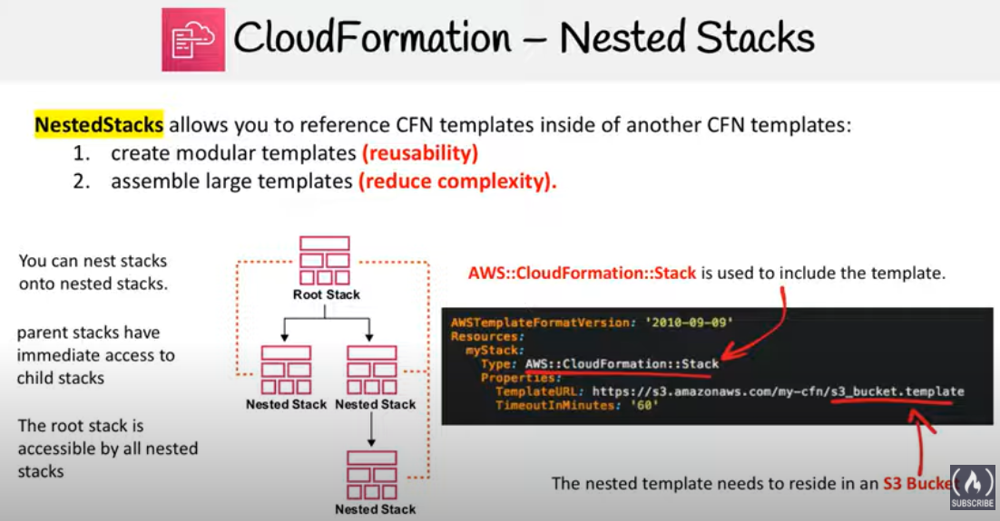 CloudFormation – Nested Stacks
NestedStacks allows you to reference CFN templates inside of another CFN templates:
1. create modular templates (reusability)
2. assemble large templates (reduce complexity).
You can nest stacks
onto nested stacks.
parent stacks have
immediate access to
child stacks
The root stack is
accessible by all nested
stacks
Root Stack
Nested Stack Nested Stack
Nested Stack
AWS::CloudFormation::Stack is used to include the template.
AWSTemplateFormatVersion: '2010-09-09'
Resources:
myStack:
Type: AWS::CloudFormation::Stack
Properties:
TemplateURL: https://s3.amazonaws.com/my-cfn/s3_bucket.template
TimeoutInMinutes: '60'
The nested template needs to reside in an S3 Bucke
SUBSCRIBE